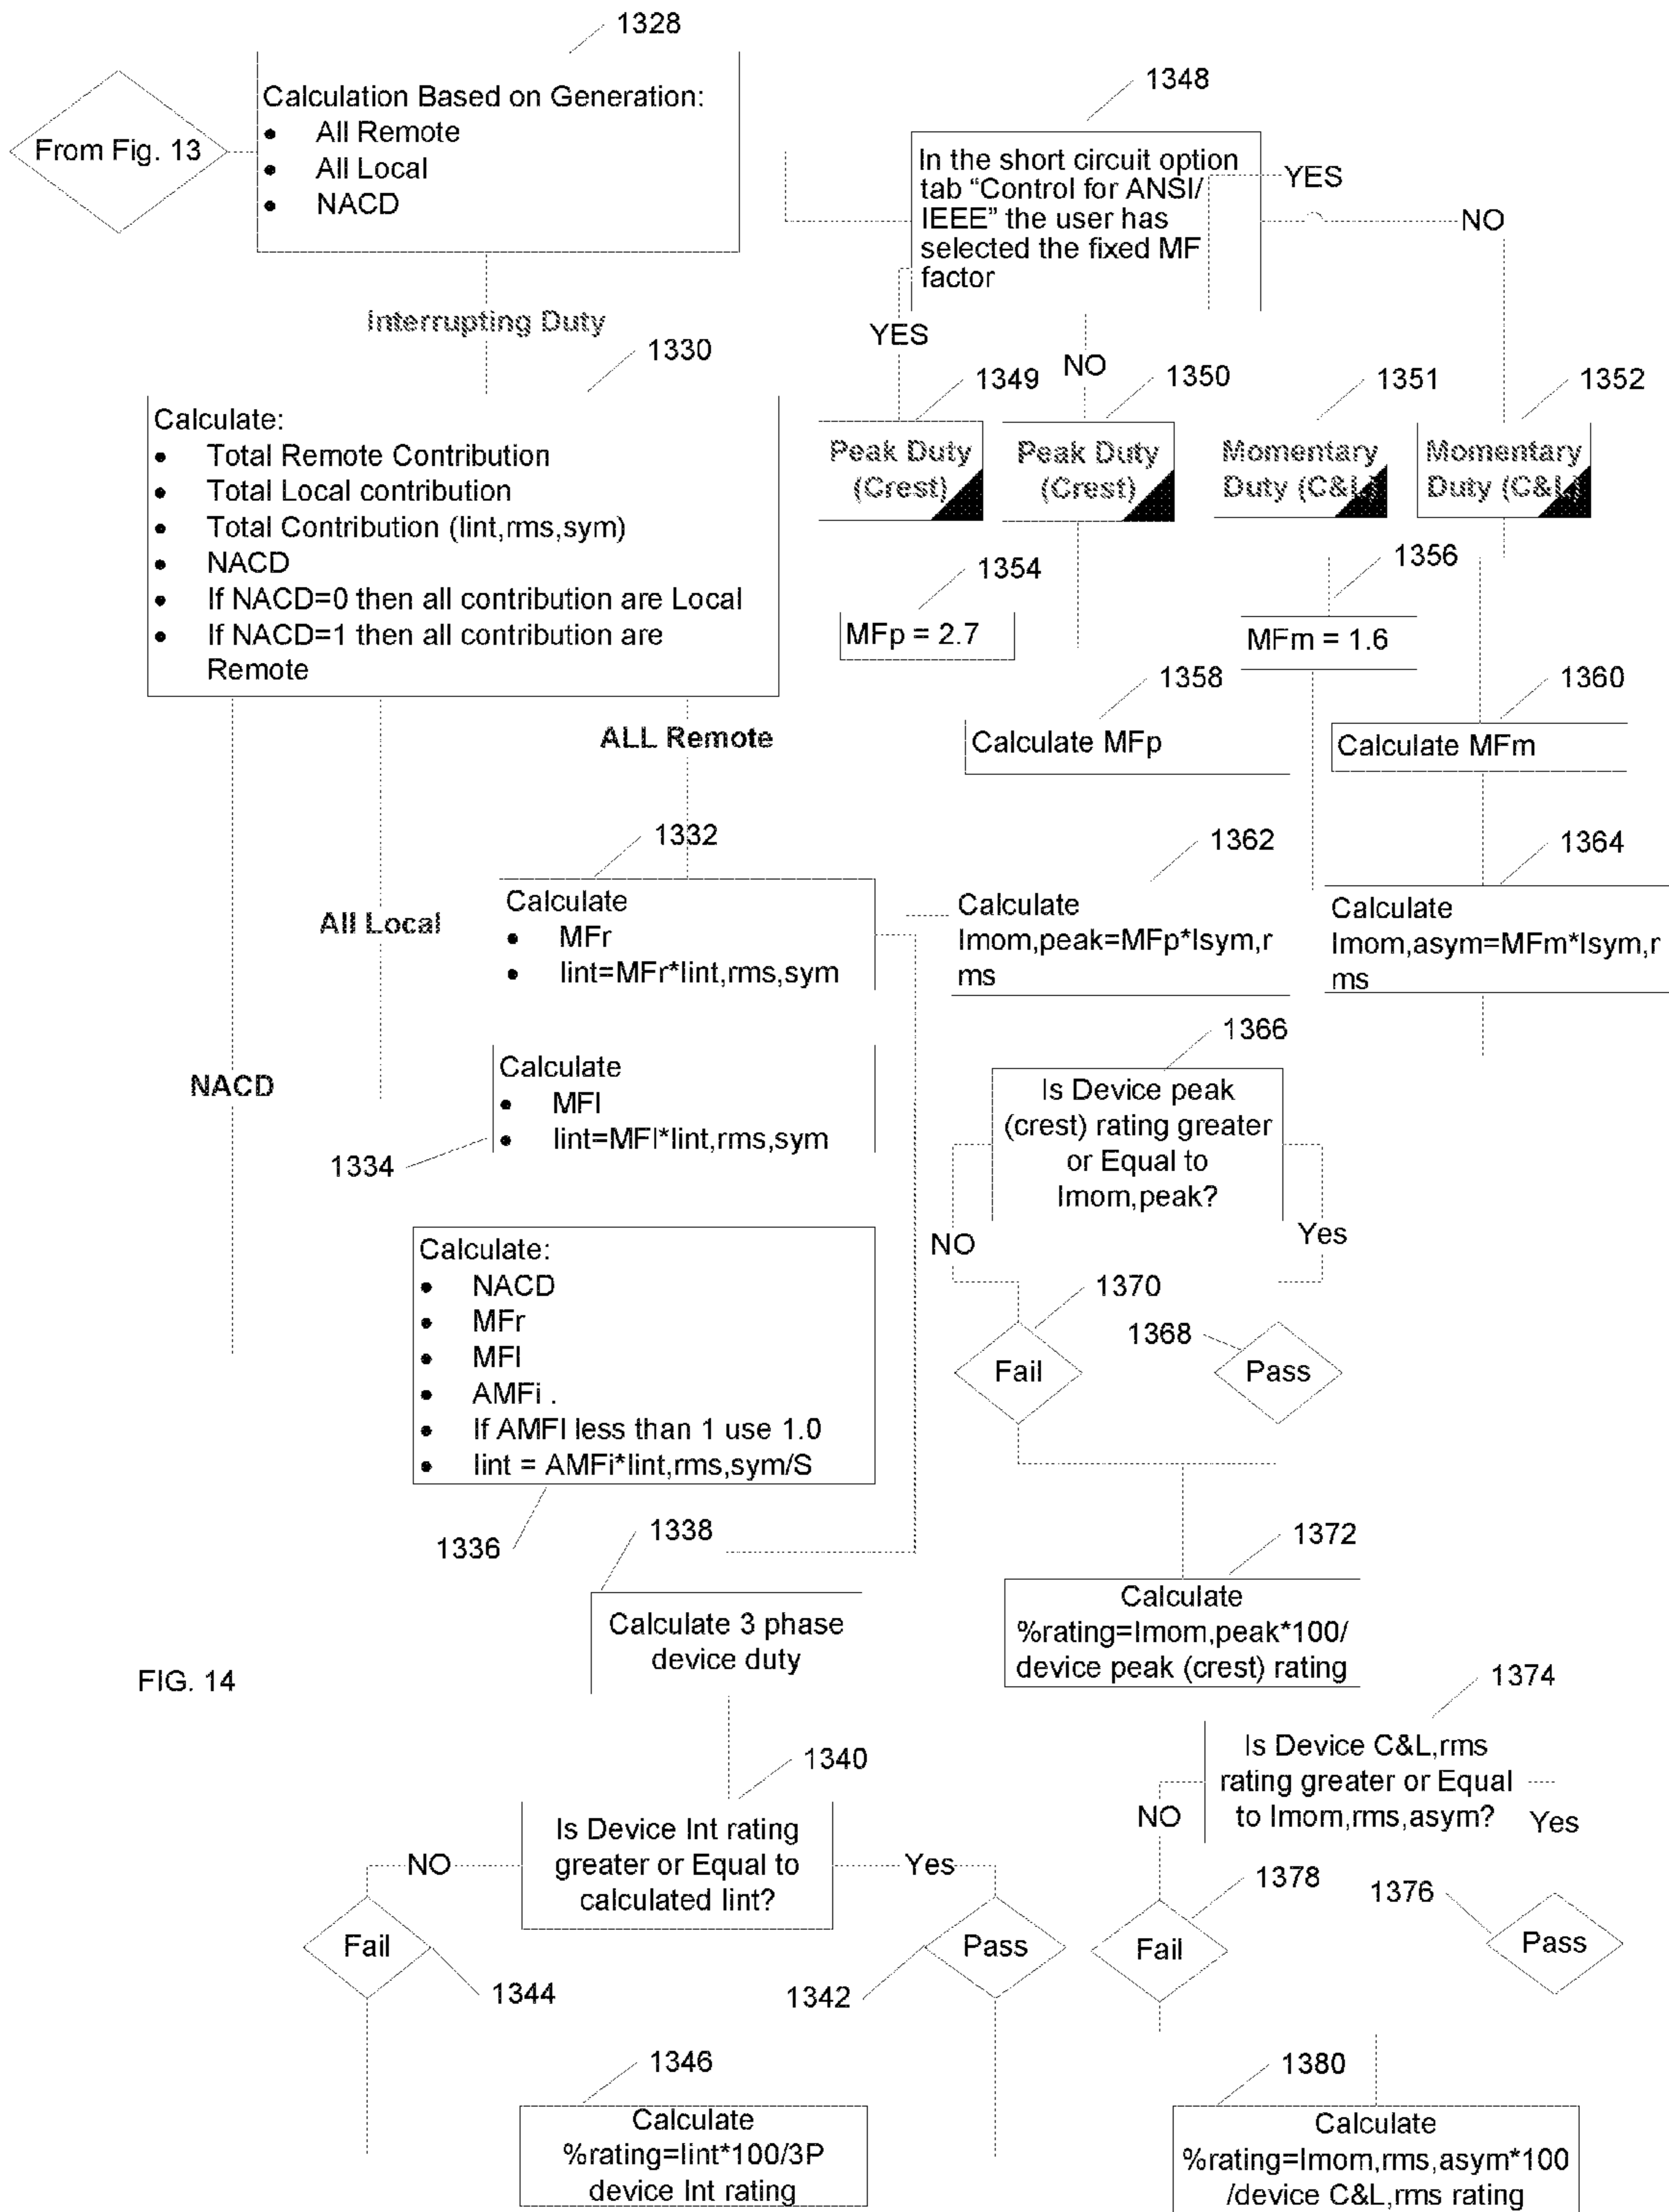 1328
From Fig. 13
Calculation Based on Generation:
• All Remote
• All Local
• NACD
1348
In the short circuit option
tab “Control for ANSI/
IEEE” the user has
selected the fixed MF
factor
YES
NO
Interrupting Duty
1330
Calculate:
• Total Remote Contribution
• Total Local contribution
• Total Contribution (Iint,rms,sym)
• NACD
• If NACD=0 then all contribution are Local
• If NACD=1 then all contribution are
Remote
YES
NO
1349
Peak Duty
(Crest)
1350
Peak Duty
(Crest)
1351
Momentary
Duty (C&L)
1352
Momentary
Duty (C&L)
1354
MFp = 2.7
1356
MFm = 1.6
1358
Calculate MFp
1360
Calculate MFm
ALL Remote
All Local
NACD
1332
Calculate
• MFr
• Iint=MFr*Iint,rms,sym
1362
Calculate
Imom,peak=MFp*Isym,r
ms
1364
Calculate
Imom,asym=MFm*Isym,r
ms
Calculate
• MFl
• Iint=MFl*Iint,rms,sym
1334
1366
Is Device peak
(crest) rating greater
or Equal to
Imom,peak?
NO
Yes
1370
Fail
1368
Pass
Calculate:
• NACD
• MFr
• MFl
• AMFi .
• If AMFI less than 1 use 1.0
• Iint = AMFi*Iint,rms,sym/S
1336
1338
Calculate 3 phase
device duty
1372
Calculate
%rating=Imom,peak*100/
device peak (crest) rating
FIG. 14
1374
Is Device C&L,rms
rating greater or Equal
to Imom,rms,asym?
NO
Yes
1340
Is Device Int rating
greater or Equal to
calculated Iint?
NO
Yes
Fail
1344
Pass
1342
1378
Fail
1376
Pass
1346
Calculate
%rating=Iint*100/3P
device Int rating
1380
Calculate
%rating=Imom,rms,asym*100
/device C&L,rms rating